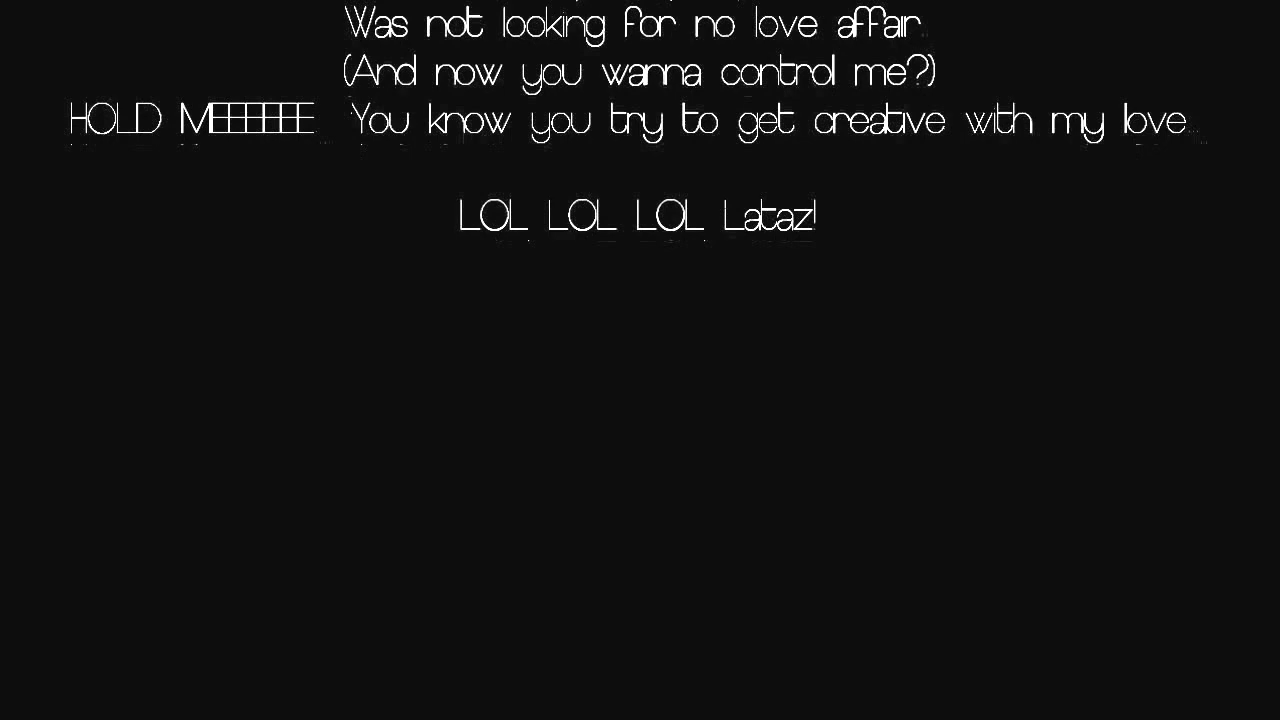 Was not looking for no love affair.
(And now you wanna control me?)
HOLD MEEEEEE You know you try to get creative with my love...
LOL LOL LOL Lataz!